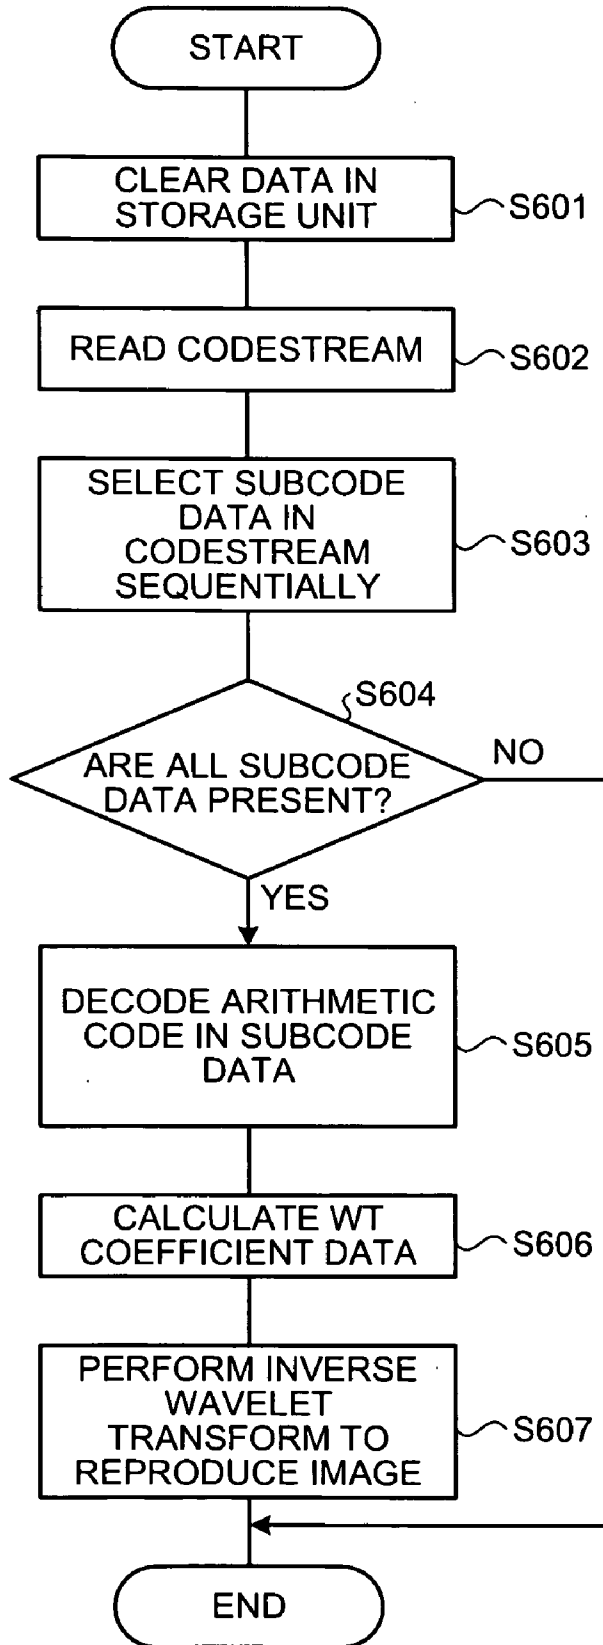 START
CLEAR DATA IN
STORAGE UNIT
S601
READ CODESTREAM
S602
SELECT SUBCODE
DATA IN
CODESTREAM
SEQUENTIALLY
S603
S604
ARE ALL SUBCODE
DATA PRESENT?
NO
YES
DECODE ARITHMETIC
CODE IN SUBCODE
DATA
S605
CALCULATE WT
COEFFICIENT DATA
S606
PERFORM INVERSE
WAVELET
TRANSFORM TO
REPRODUCE IMAGE
S607
END